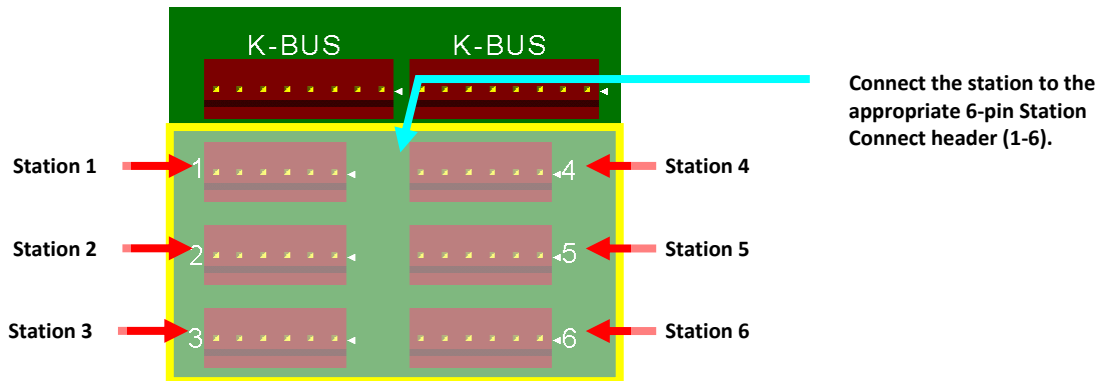 K-BUS K-BUS
Connect the station to the
appropriate 6-pin Station
Connect header (1-6).
Station 1 1 4 Station 4
Station 2 2 5 Station 5
Station 3 3 6 Station 6